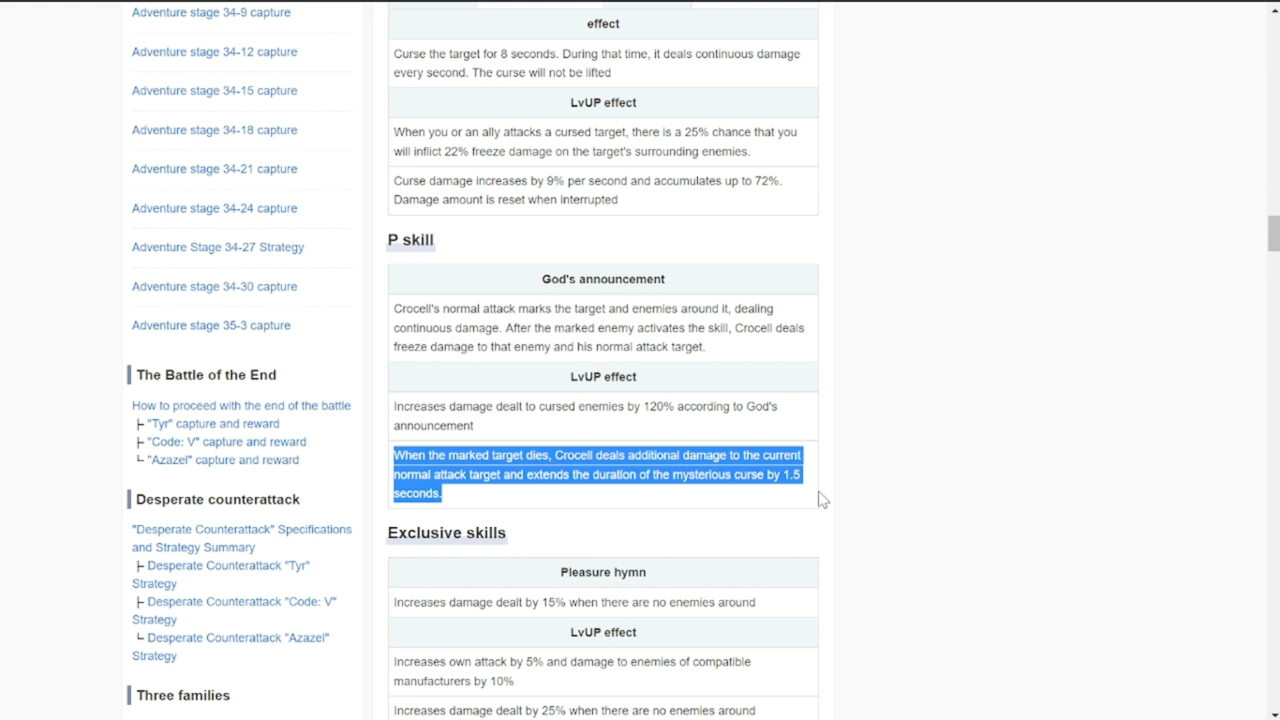 Adventure stage 34-9 capture
Adventure stage 34-12 capture
Adventure stage 34-15 capture
Adventure stage 34-18 capture
Adventure stage 34-21 capture
Adventure stage 34-24 capture
Adventure Stage 34-27 Strategy
Adventure stage 34-30 capture
Adventure stage 35-3 capture
The Battle of the End
How to proceed with the end of the battle
├ "Tyr" capture and reward
├ "Code: V" capture and reward
└ "Azazel" capture and reward
Desperate counterattack
"Desperate Counterattack" Specifications
and Strategy Summary
├ Desperate Counterattack "Tyr"
Strategy
├ Desperate Counterattack "Code: V"
Strategy
└ Desperate Counterattack "Azazel"
Strategy
Three families
effect
Curse the target for 8 seconds. During that time, it deals continuous damage
every second. The curse will not be lifted
LvUP effect
When you or an ally attacks a cursed target, there is a 25% chance that you
will inflict 22% freeze damage on the target's surrounding enemies.
Curse damage increases by 9% per second and accumulates up to 72%.
Damage amount is reset when interrupted
P skill
God's announcement
Crocell's normal attack marks the target and enemies around it, dealing
continuous damage. After the marked enemy activates the skill, Crocell deals
freeze damage to that enemy and his normal attack target.
LvUP effect
Increases damage dealt to cursed enemies by 120% according to God's
announcement
When the marked target dies, Crocell deals additional damage to the current
normal attack target and extends the duration of the mysterious curse by 1.5
seconds.
Exclusive skills
Pleasure hymn
Increases damage dealt by 15% when there are no enemies around
LvUP effect
Increases own attack by 5% and damage to enemies of compatible
manufacturers by 10%
Increases damage dealt by 25% when there are no enemies around